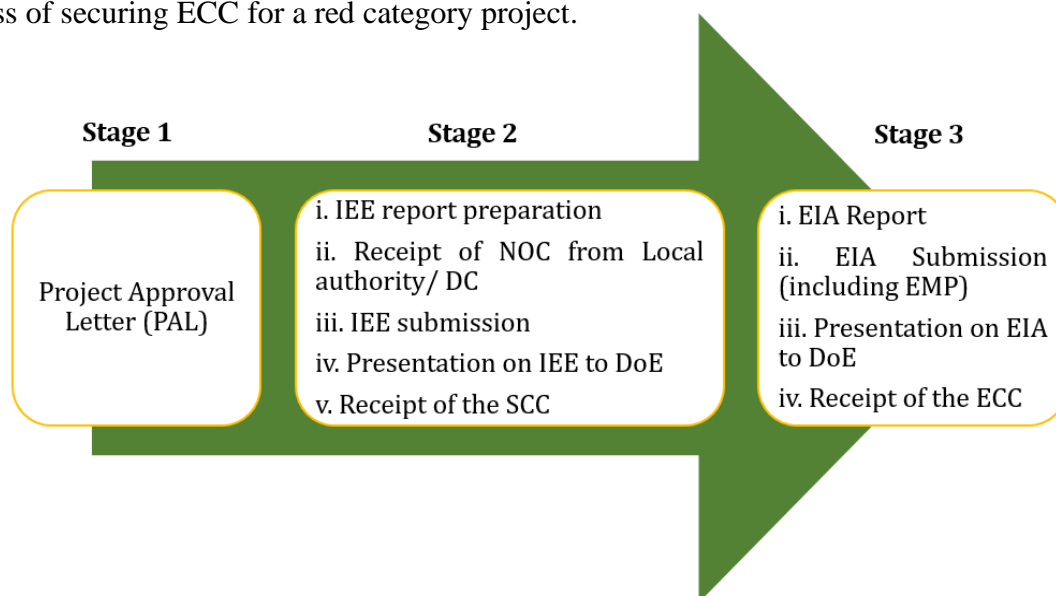 ss of securing ECC for a red category project.
Stage 1
Stage 2
Stage 3
Project Approval
Letter (PAL)
i. IEE report preparation
ii. Receipt of NOC from Local
authority/ DC
iii. IEE submission
iv. Presentation on IEE to DoE
v. Receipt of the SCC
i. EIA Report
ii. EIA Submission
(including EMP)
iii. Presentation on EIA
to DoE
iv. Receipt of the ECC